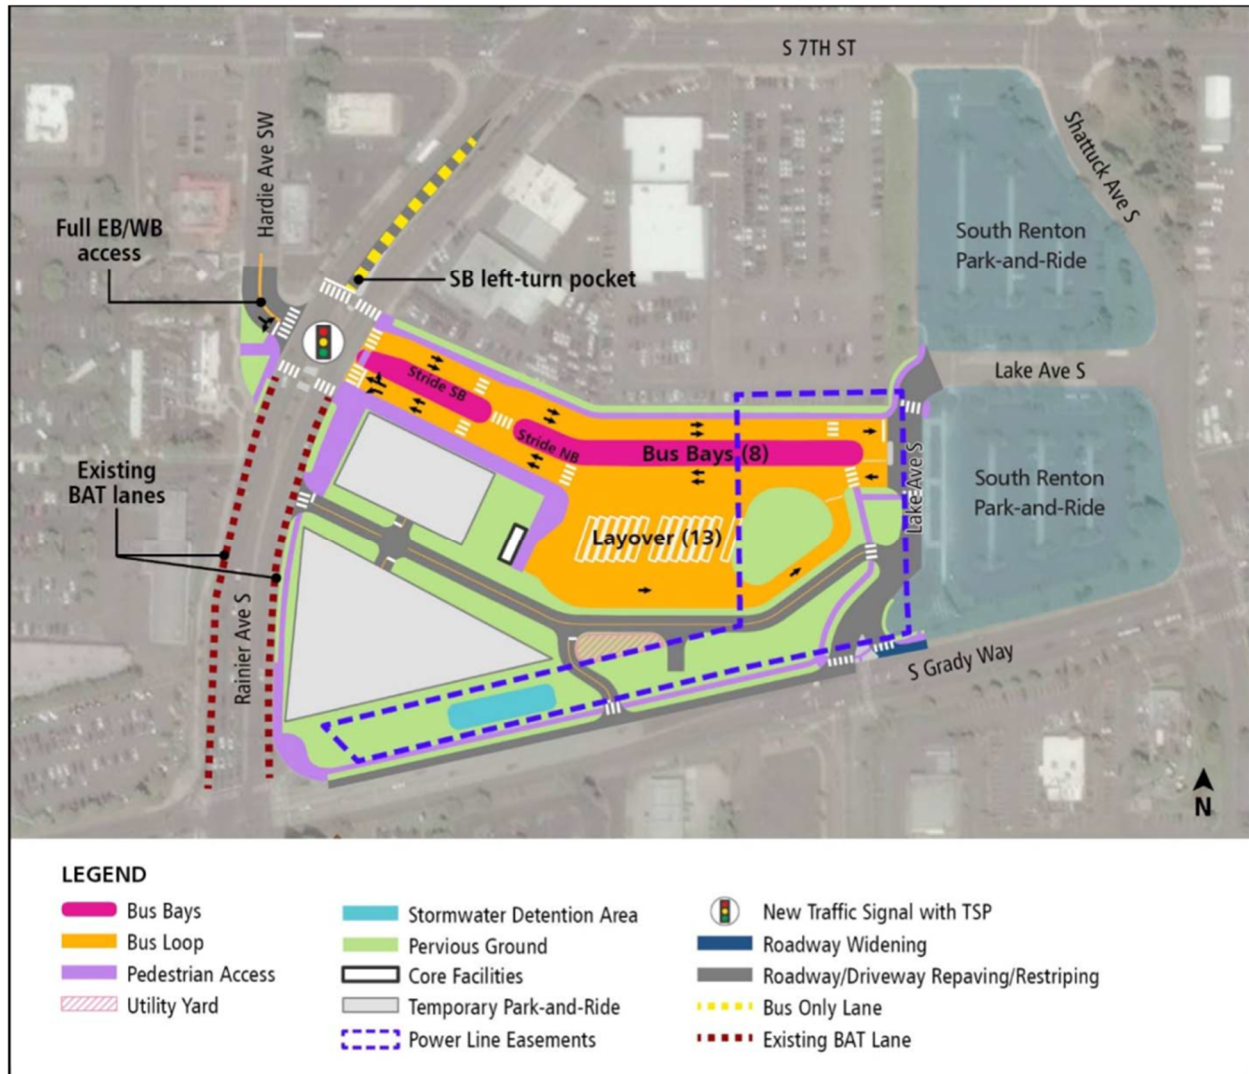 S 7TH ST
Hardie Ave SW
Shattuck Ave S
Full EB/WB
access
South Renton
Park-and-Ride
SB left-turn pocket
Lake Ave S
Stride SB
Stride NB
Bus Bays (8)
Existing
BAT lanes
Lake Ave S
South Renton
Park-and-Ride
Layover (13)
Rainier Ave S
S Grady Way
N
LEGEND
Bus Bays
Bus Loop
Pedestrian Access
Utility Yard
Stormwater Detention Area
Pervious Ground
Core Facilities
Temporary Park-and-Ride
Power Line Easements
New Traffic Signal with TSP
Roadway Widening
Roadway/Driveway Repaving/Restriping
Bus Only Lane
Existing BAT Lane